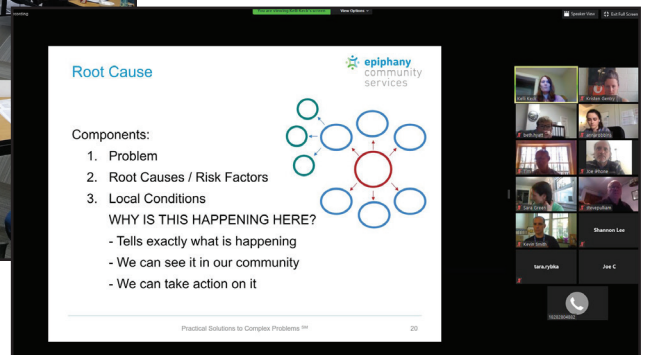 Speaker View
Exit Full Screen
View Options
Root Cause
epiphany
community
services
Components:
1. Problem
2. Root Causes / Risk Factors
3. Local Conditions
WHY IS THIS HAPPENING HERE?
- Tells exactly what is happening
- We can see it in our community
- We can take action on it
Practical Solutions to Complex Problems SM
20
beth hyatt
Joe iPhone
Sara Green
stevepulliam
Kevin Smith
Shannon Lee
tara.rybka
Joe C